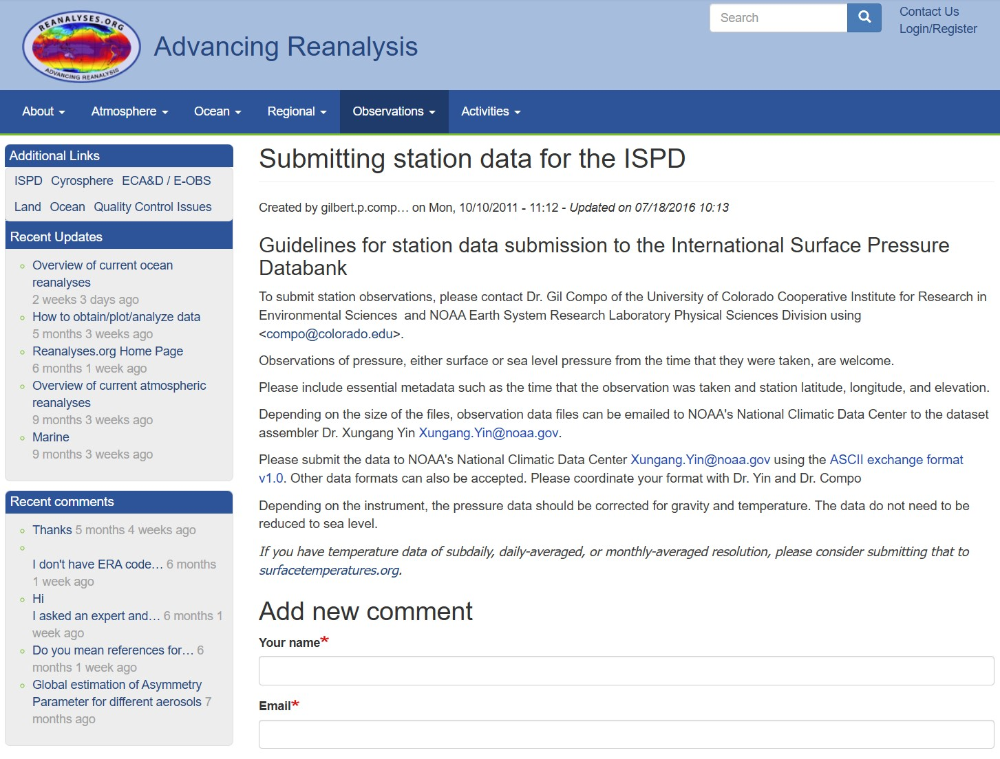 REANALYSES.ORG
ADVANCING REANALYSIS
Advancing Reanalysis
Search
Contact Us
Login/Register
About
Atmosphere
Ocean
Regional
Observations
Activities
Additional Links
ISPD Cyrosphere ECA&D / E-OBS
Land Ocean Quality Control Issues
Recent Updates
Overview of current ocean
reanalyses
2 weeks 3 days ago
How to obtain/plot/analyze data
5 months 3 weeks ago
Reanalyses.org Home Page
6 months 1 week ago
Overview of current atmospheric
reanalyses
9 months 3 weeks ago
Marine
9 months 3 weeks ago
Recent comments
Thanks 5 months 4 weeks ago
I don't have ERA code… 6 months
1 week ago
Hi
I asked an expert and… 6 months 1
week ago
Do you mean references for… 6
months 1 week ago
Global estimation of Asymmetry
Parameter for different aerosols 7
months ago
Submitting station data for the ISPD
Created by gilbert.p.comp… on Mon, 10/10/2011 - 11:12 - Updated on 07/18/2016 10:13
Guidelines for station data submission to the International Surface Pressure
Databank
To submit station observations, please contact Dr. Gil Compo of the University of Colorado Cooperative Institute for Research in
Environmental Sciences and NOAA Earth System Research Laboratory Physical Sciences Division using
<compo@colorado.edu>.
Observations of pressure, either surface or sea level pressure from the time that they were taken, are welcome.
Please include essential metadata such as the time that the observation was taken and station latitude, longitude, and elevation.
Depending on the size of the files, observation data files can be emailed to NOAA's National Climatic Data Center to the dataset
assembler Dr. Xungang Yin Xungang.Yin@noaa.gov.
Please submit the data to NOAA's National Climatic Data Center Xungang.Yin@noaa.gov using the ASCII exchange format
v1.0. Other data formats can also be accepted. Please coordinate your format with Dr. Yin and Dr. Compo
Depending on the instrument, the pressure data should be corrected for gravity and temperature. The data do not need to be
reduced to sea level.
If you have temperature data of subdaily, daily-averaged, or monthly-averaged resolution, please consider submitting that to
surfacetemperatures.org.
Add new comment
Your name*
Email*